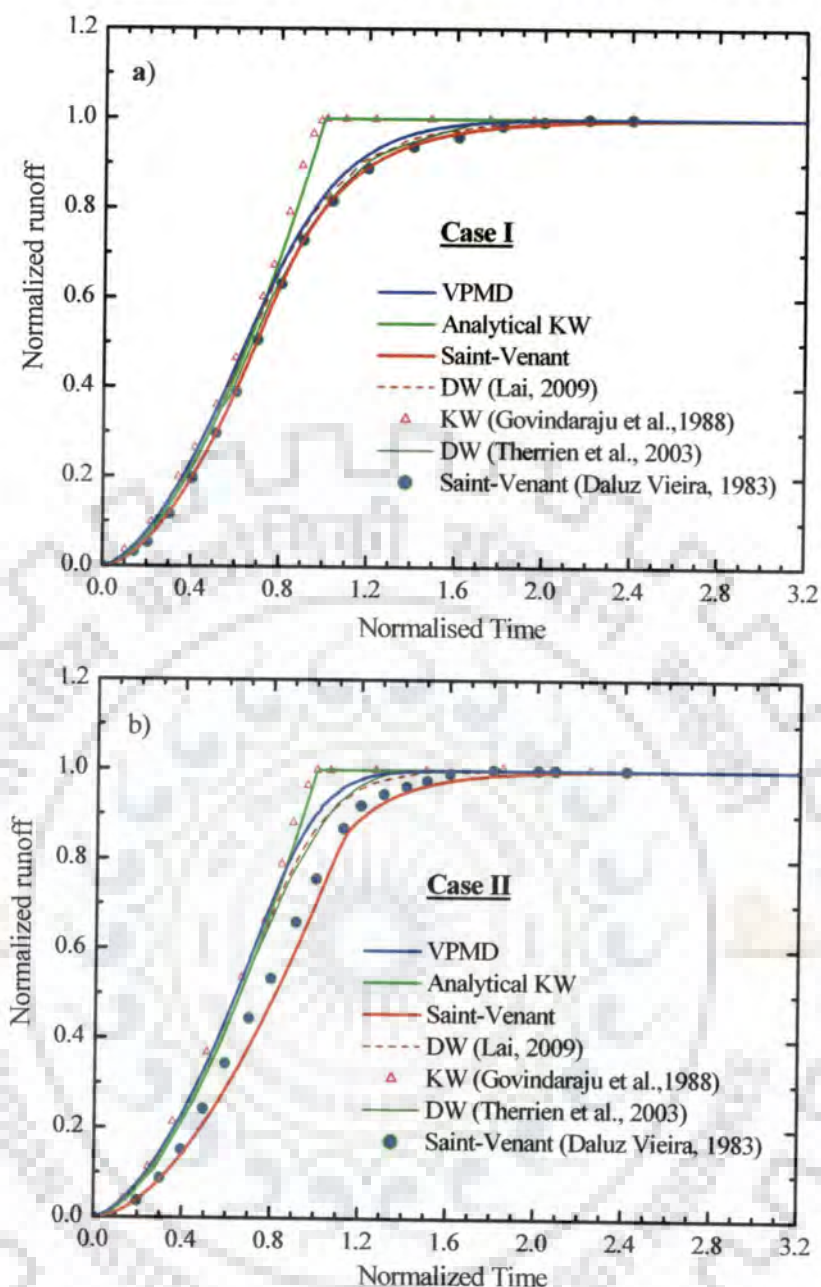 a)
1.2
1.0
0.8
0.6
0.4
0.2
0.0
Normalized runoff
Case I
VPMD
Analytical KW
Saint-Venant
DW (Lai, 2009)
KW (Govindaraju et al.,1988)
DW (Therrien et al., 2003)
Saint-Venant (Daluz Vieira, 1983)
0.0 0.4 0.8 1.2 1.6 2.0 2.4 2.8 3.2
Normalised Time
b)
1.2
1.0
0.8
0.6
0.4
0.2
0.0
Normalized runoff
Case II
VPMD
Analytical KW
Saint-Venant
DW (Lai, 2009)
KW (Govindaraju et al.,1988)
DW (Therrien et al., 2003)
Saint-Venant (Daluz Vieira, 1983)
0.0 0.4 0.8 1.2 1.6 2.0 2.4 2.8 3.2
Normalized Time